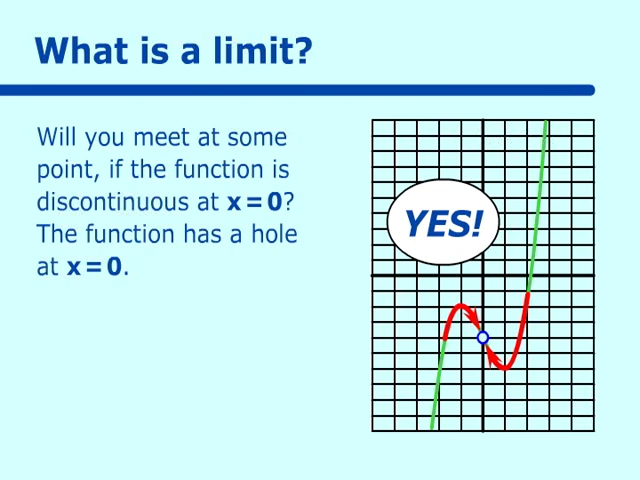 What is a limit?
Will you meet at some
point, if the function is
discontinuous at x = 0?
The function has a hole
at x = 0.
YES!